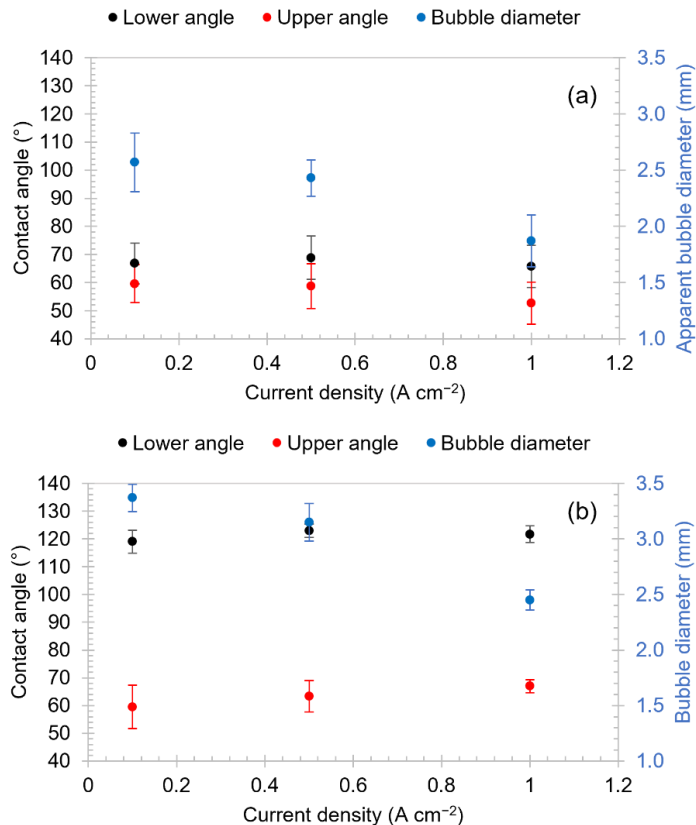 Lower angle Upper angle Bubble diameter
(a)
Contact angle (°)
140
130
120
110
100
90
80
70
60
50
40
3.5
3.0
2.5
2.0
1.5
1.0
Apparent bubble diameter (mm)
0 0.2 0.4 0.6 0.8 1 1.2
Current density (A cm⁻²)
Lower angle Upper angle Bubble diameter
(b)
Contact angle (°)
140
130
120
110
100
90
80
70
60
50
40
3.5
3.0
2.5
2.0
1.5
1.0
Bubble diameter (mm)
0 0.2 0.4 0.6 0.8 1 1.2
Current density (A cm⁻²)